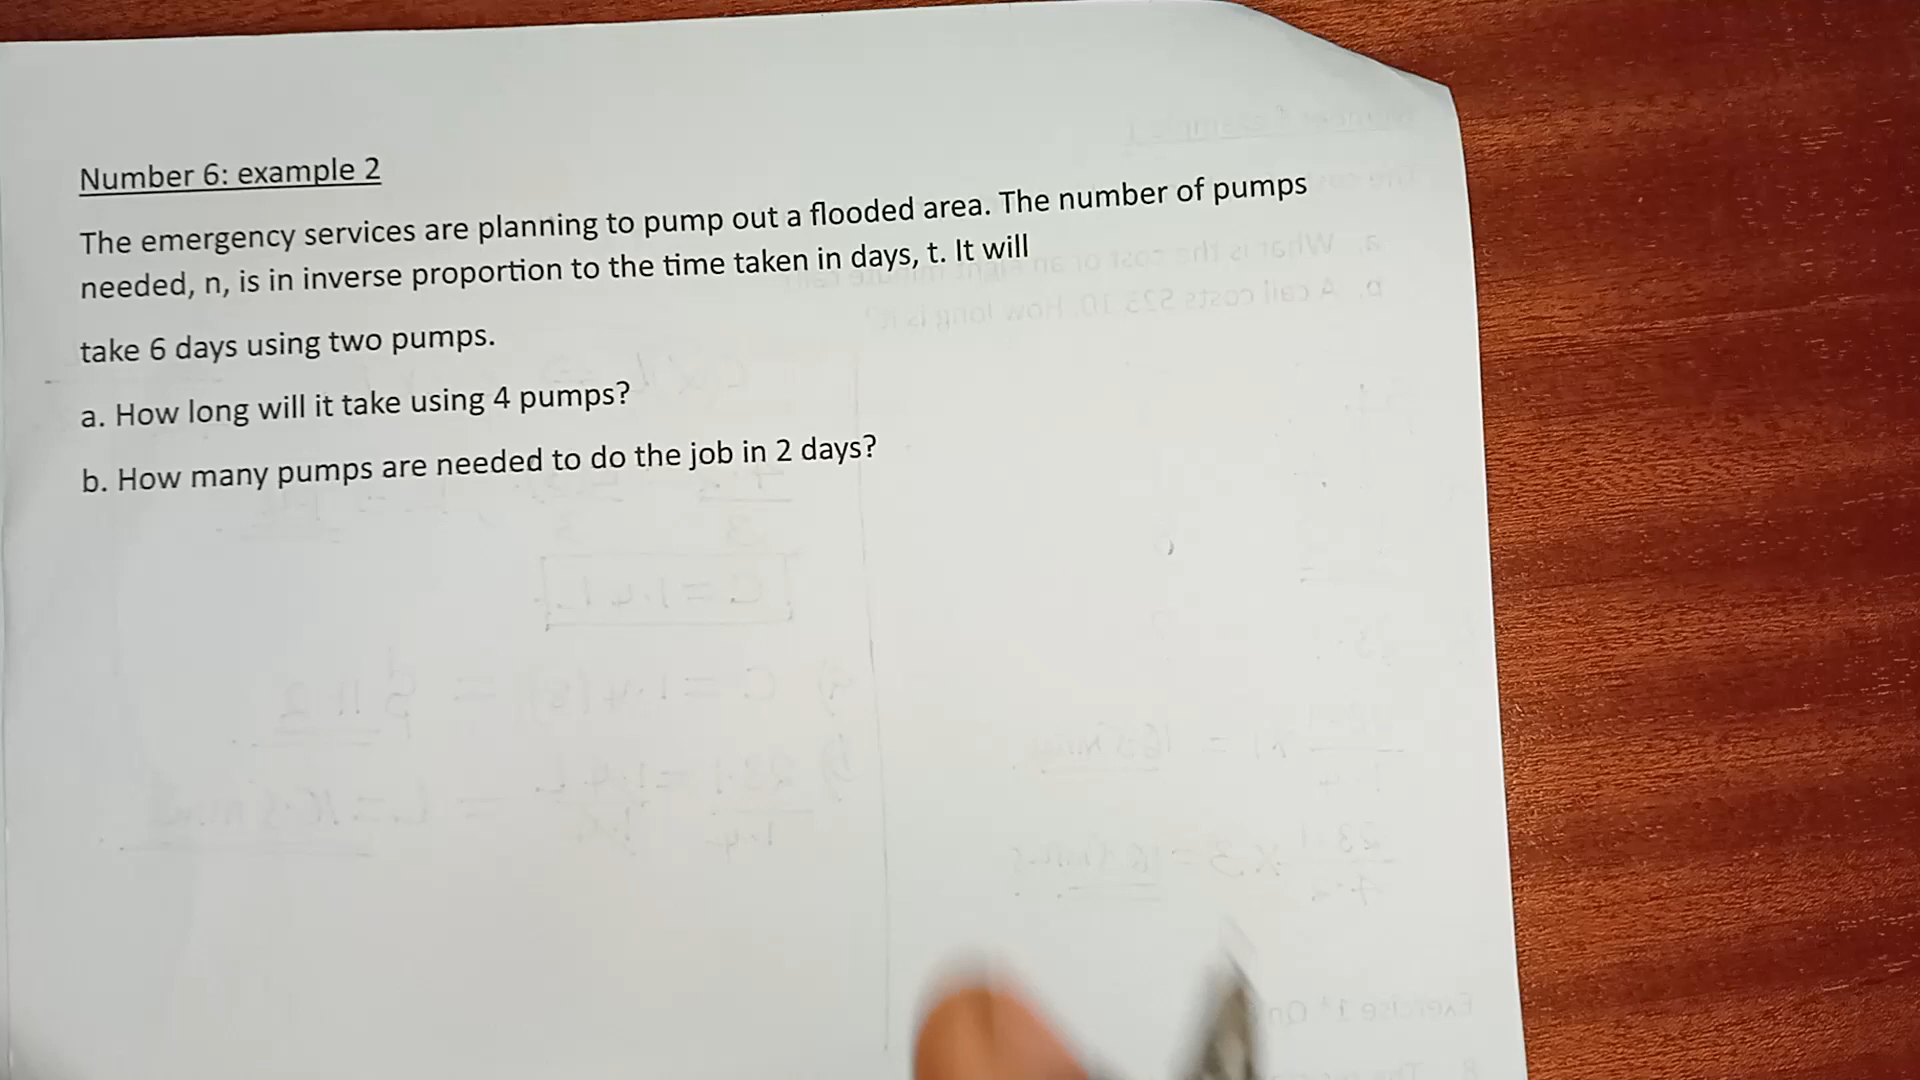 Number 6: example 2
The emergency services are planning to pump out a flooded area. The number of pumps
needed, n, is in inverse proportion to the time taken in days, t. It will
take 6 days using two pumps.
a. How long will it take using 4 pumps?
b. How many pumps are needed to do the job in 2 days?